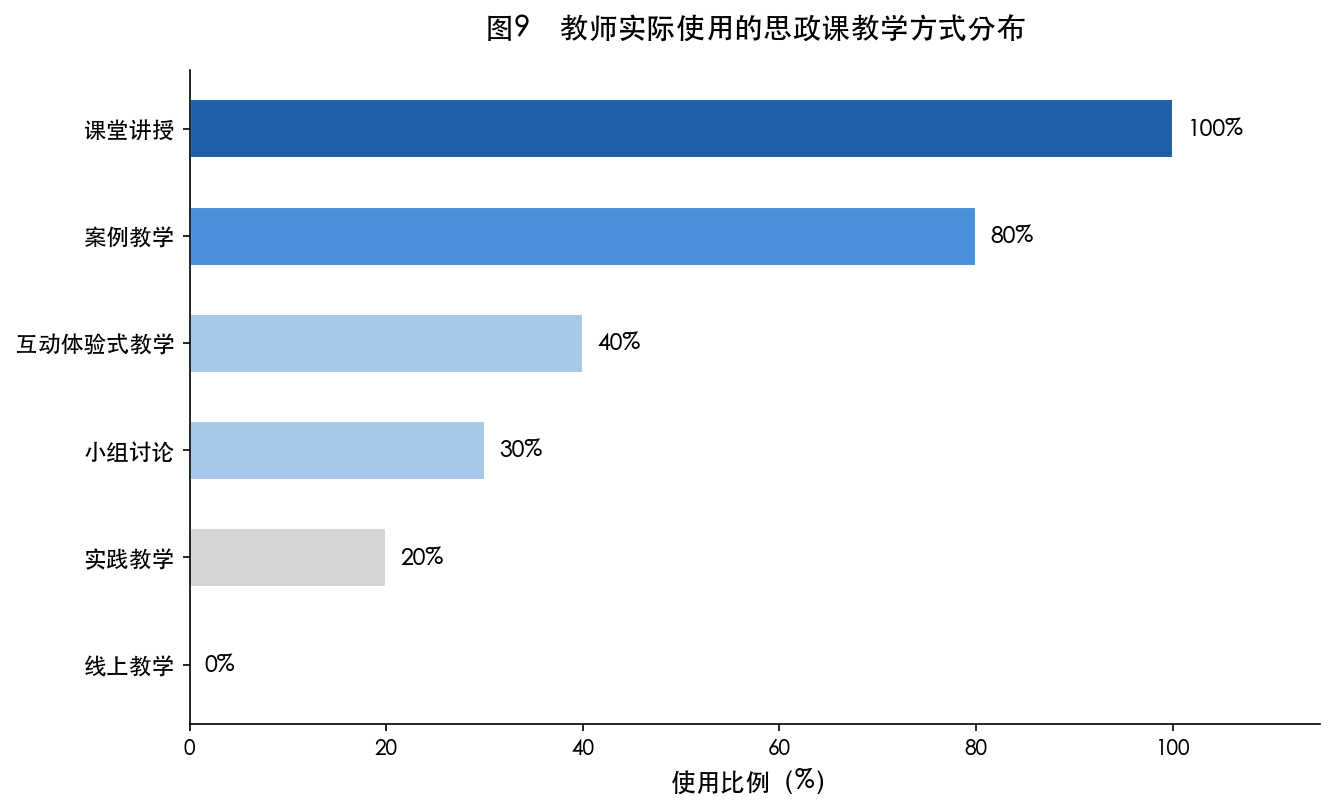 图9 教师实际使用的思政课教学方式分布
课堂讲授 100%
案例教学 80%
互动体验式教学 40%
小组讨论 30%
实践教学 20%
线上教学 0%
0 20 40 60 80 100
使用比例 (%)